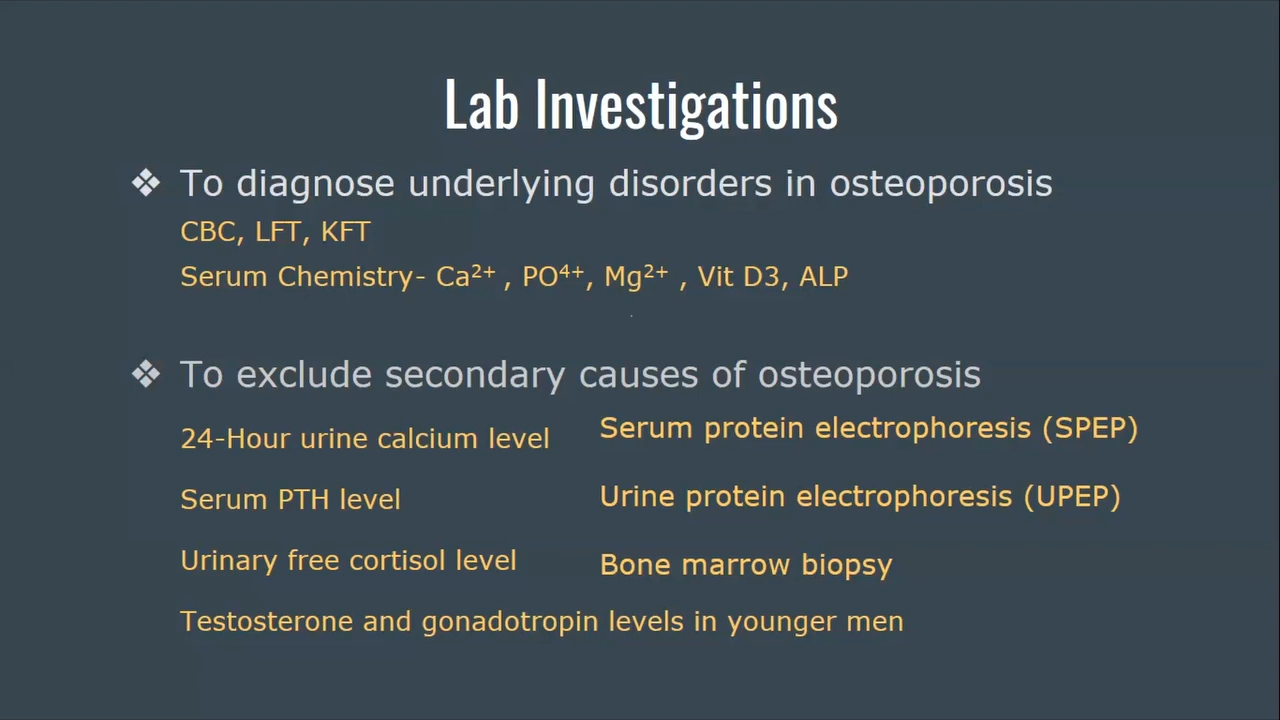 Lab Investigations
❖ To diagnose underlying disorders in osteoporosis
CBC, LFT, KFT
Serum Chemistry- Ca²⁺ , PO⁴⁺, Mg²⁺ , Vit D3, ALP
❖ To exclude secondary causes of osteoporosis
24-Hour urine calcium level
Serum PTH level
Urinary free cortisol level
Testosterone and gonadotropin levels in younger men
Serum protein electrophoresis (SPEP)
Urine protein electrophoresis (UPEP)
Bone marrow biopsy